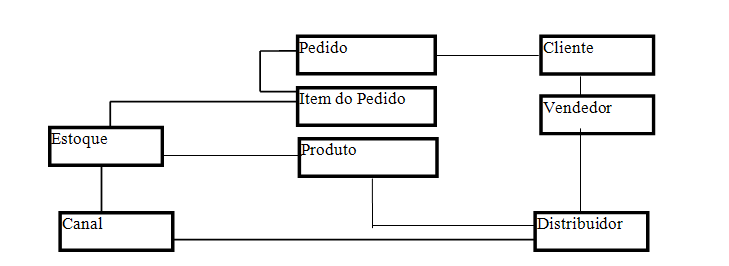 Pedido
Cliente
Item do Pedido
Vendedor
Estoque
Produto
Canal
Distribuidor